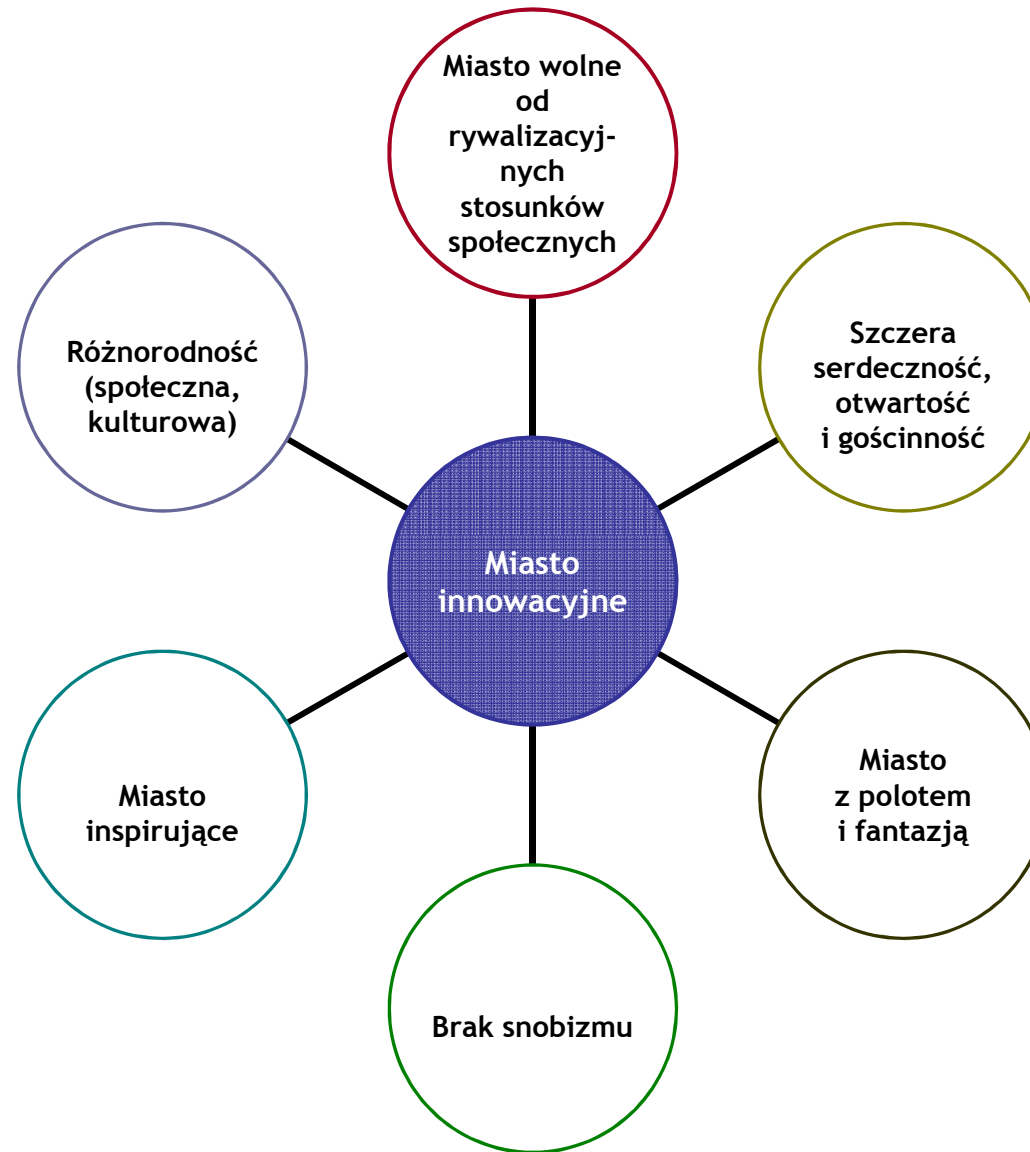 Miasto wolne
od
rywalizacyj-
nych
stosunków
społecznych
Różnorodność
(społeczna,
kulturowa)
Szczera
serdeczność,
otwartość
i gościnność
Miasto
innowacyjne
Miasto
inspirujące
Miasto
z polotem
i fantazją
Brak snobizmu